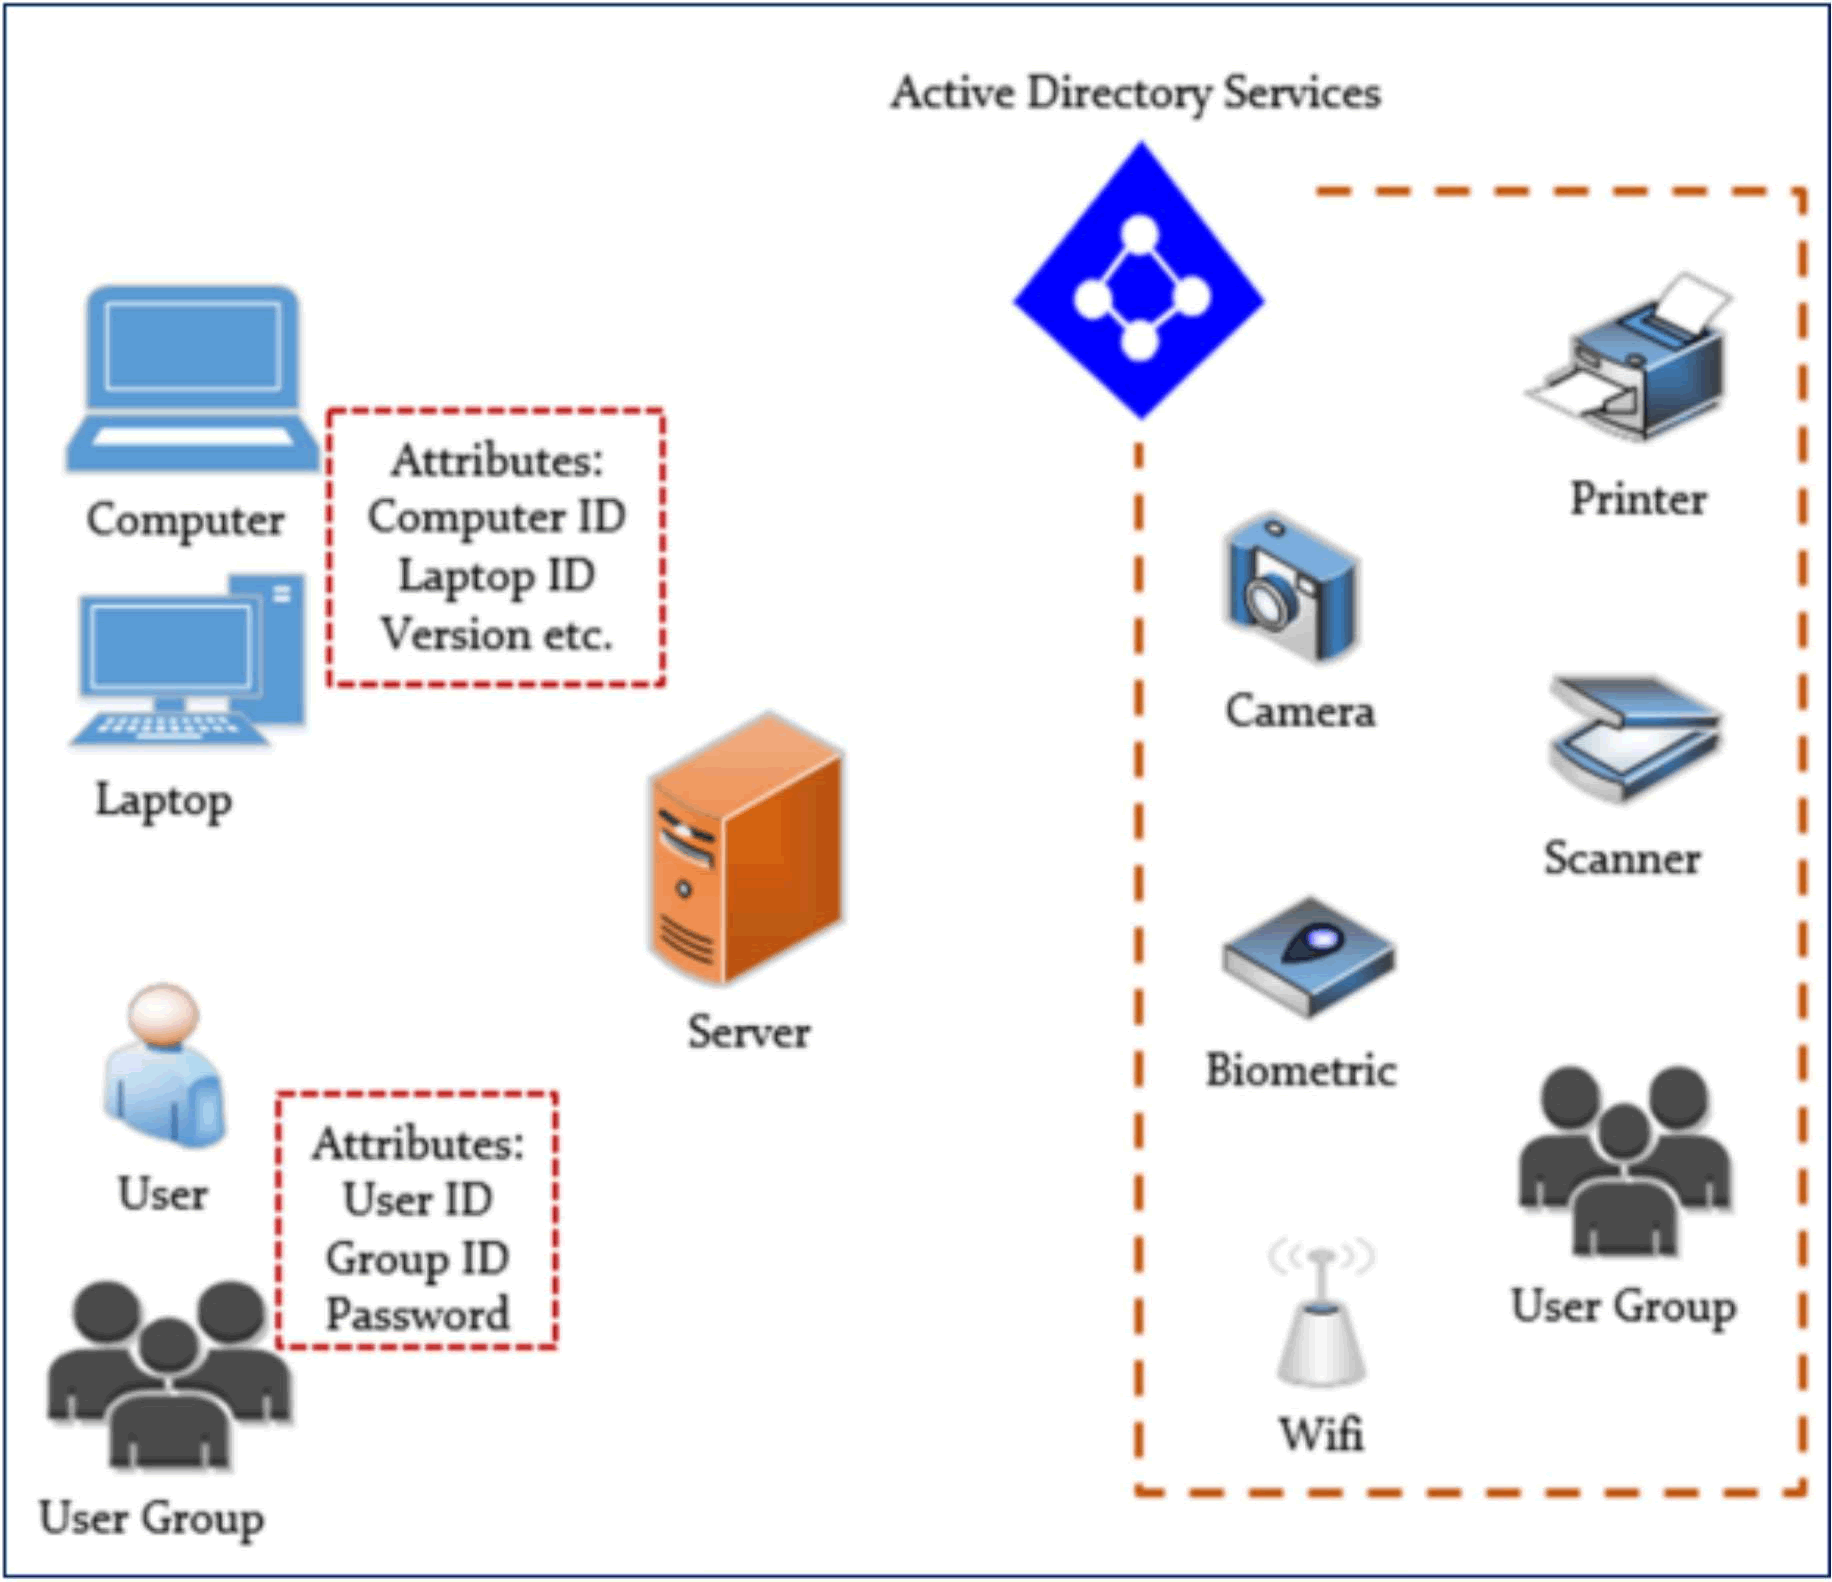 Active Directory Services
Computer
Attributes:
Computer ID
Laptop ID
Version etc.
Laptop
Server
User
Attributes:
User ID
Group ID
Password
User Group
Printer
Camera
Scanner
Biometric
User Group
Wifi